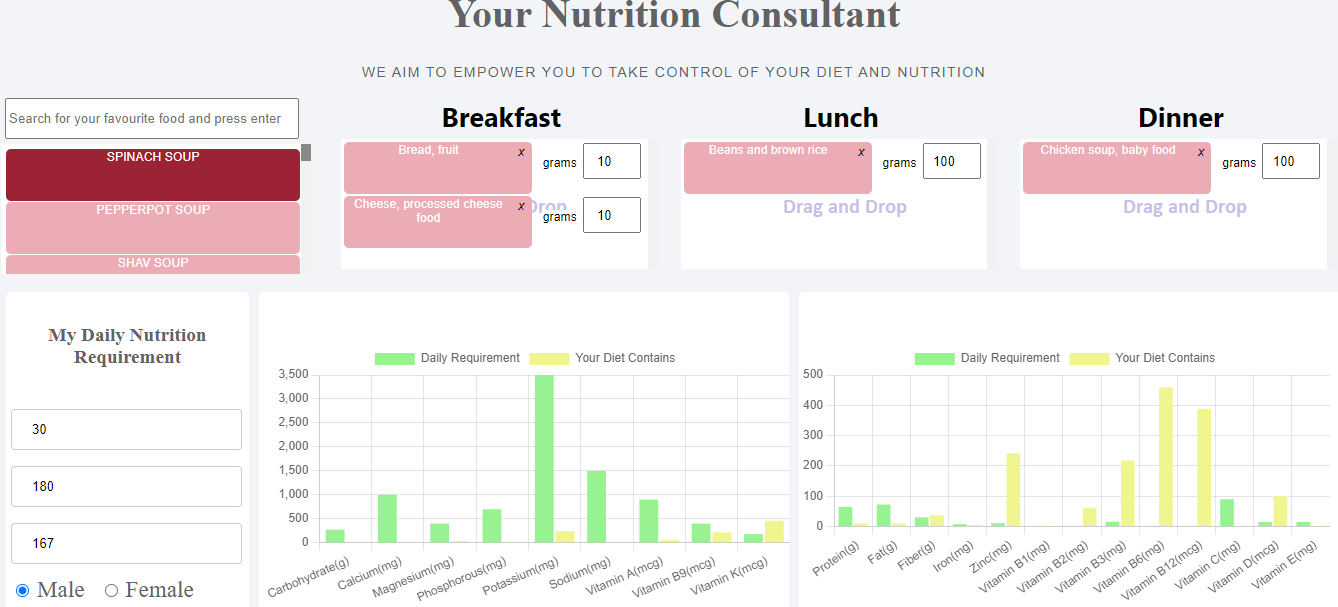 Your Nutrition Consultant
WE AIM TO EMPOWER YOU TO TAKE CONTROL OF YOUR DIET AND NUTRITION
Search for your favourite food and press enter
SPINACH SOUP
PEPPERPOT SOUP
SHAV SOUP
Breakfast
Bread, fruit
x
grams
10
Cheese, processed cheese
food
x
Drop
grams
10
Lunch
Beans and brown rice
x
grams
100
Drag and Drop
Dinner
Chicken soup, baby food
x
grams
100
Drag and Drop
My Daily Nutrition
Requirement
30
180
167
Male
Female
Daily Requirement
Your Diet Contains
3,500
3,000
2,500
2,000
1,500
1,000
500
0
Carbohydrate(g)
Calcium(mg)
Magnesium(mg)
Phosphorous(mg)
Potassium(mg)
Sodium(mg)
Vitamin A(mcg)
Vitamin B9(mcg)
Vitamin K(mcg)
Daily Requirement
Your Diet Contains
500
400
300
200
100
0
Protein(g)
Fat(g)
Fiber(g)
Iron(mg)
Zinc(mg)
Vitamin B1(mg)
Vitamin B2(mg)
Vitamin B3(mg)
Vitamin B6(mg)
Vitamin B12(mcg)
Vitamin C(mg)
Vitamin D(mcg)
Vitamin E(mg)